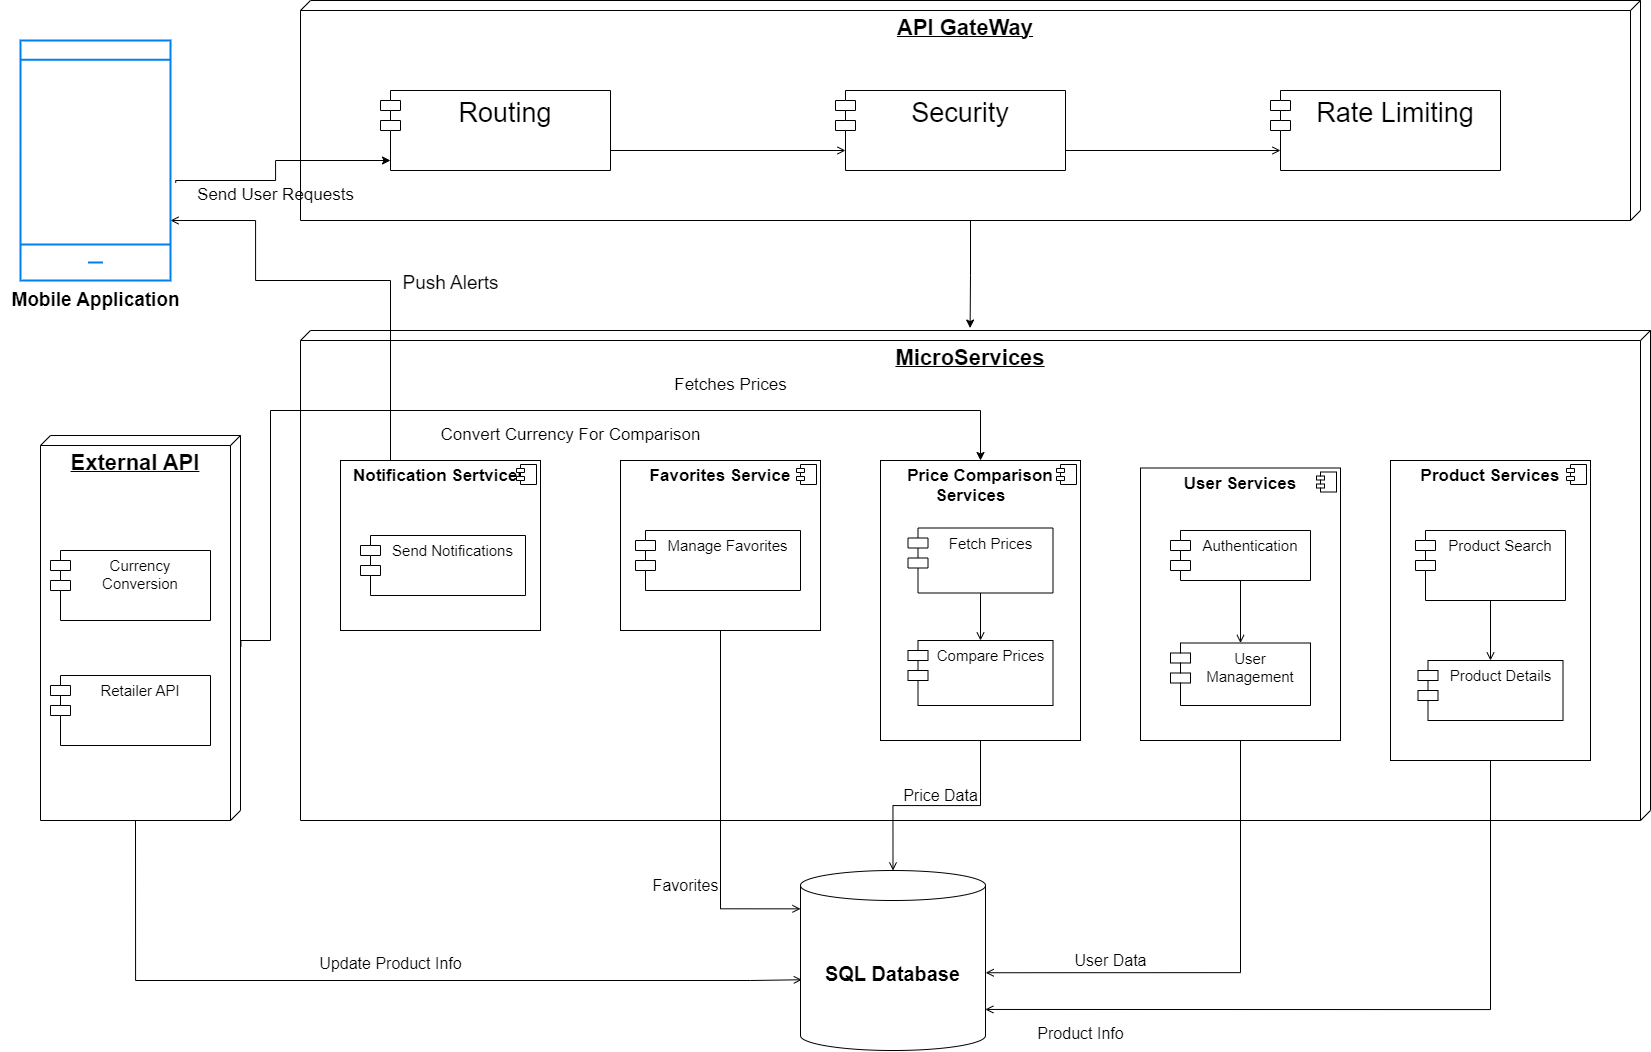 API GateWay
Routing
Security
Rate Limiting
Send User Requests
Push Alerts
Mobile Application
MicroServices
Fetches Prices
Convert Currency For Comparison
External API
Currency
Conversion
Retailer API
Notification Sertvice
Send Notifications
Favorites Service
Manage Favorites
Price Comparison
Services
Fetch Prices
Compare Prices
User Services
Authentication
User
Management
Product Services
Product Search
Product Details
Price Data
Favorites
Update Product Info
SQL Database
User Data
Product Info